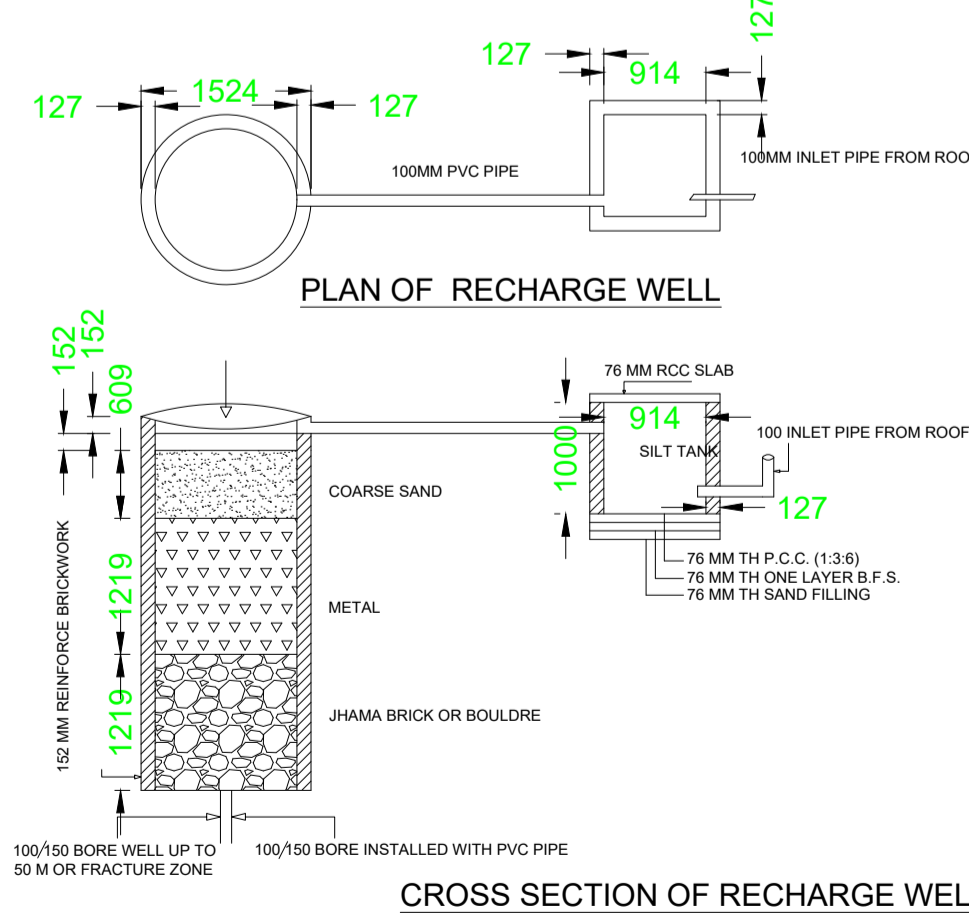 127
127
914
1524
127
127
100MM PVC PIPE
100MM INLET PIPE FROM ROO
PLAN OF RECHARGE WELL
152
152
609
76 MM RCC SLAB
914
1000
SILT TANK
100 INLET PIPE FROM ROOF
127
COARSE SAND
76 MM TH P.C.C. (1:3:6)
76 MM TH ONE LAYER B.F.S.
76 MM TH SAND FILLING
152 MM REINFORCE BRICKWORK
1219
METAL
1219
JHAMA BRICK OR BOULDRE
100/150 BORE WELL UP TO
50 M OR FRACTURE ZONE
100/150 BORE INSTALLED WITH PVC PIPE
CROSS SECTION OF RECHARGE WEL